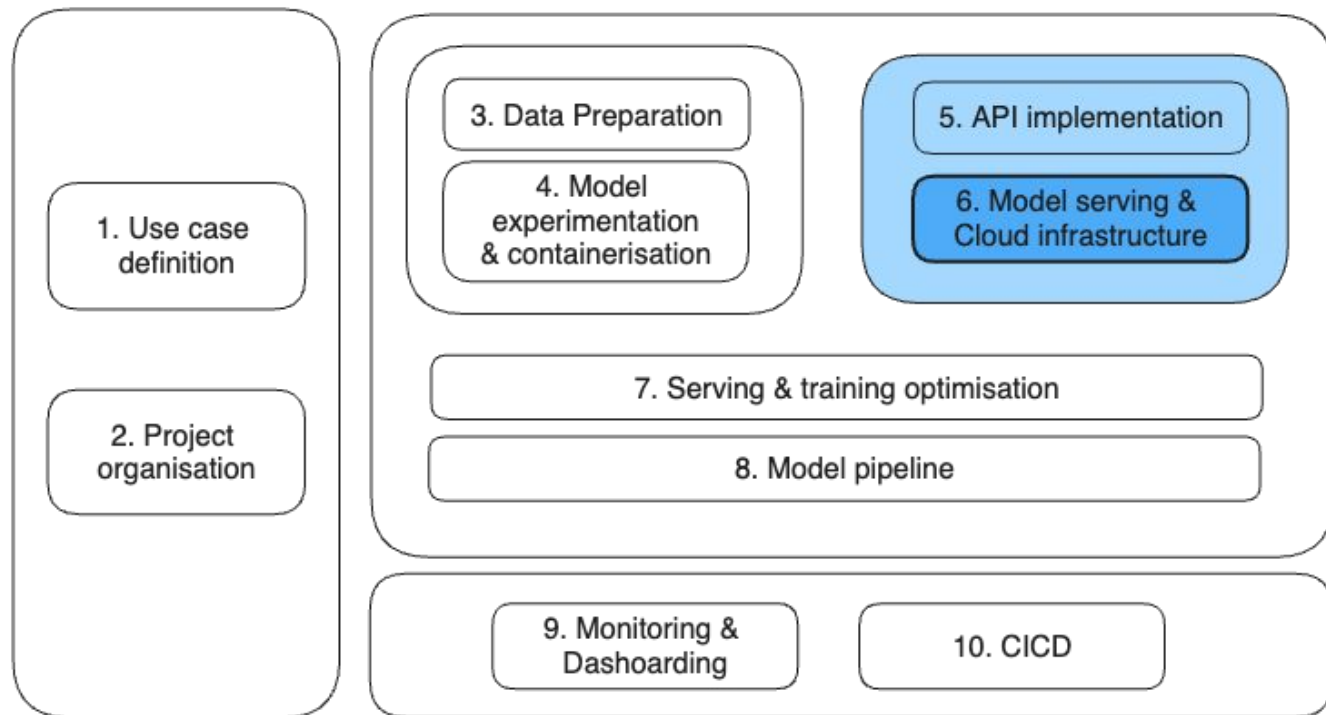 1. Use case
definition
2. Project
organisation
3. Data Preparation
4. Model
experimentation
& containerisation
5. API implementation
6. Model serving &
Cloud infrastructure
7. Serving & training optimisation
8. Model pipeline
9. Monitoring &
Dashoarding
10. CICD